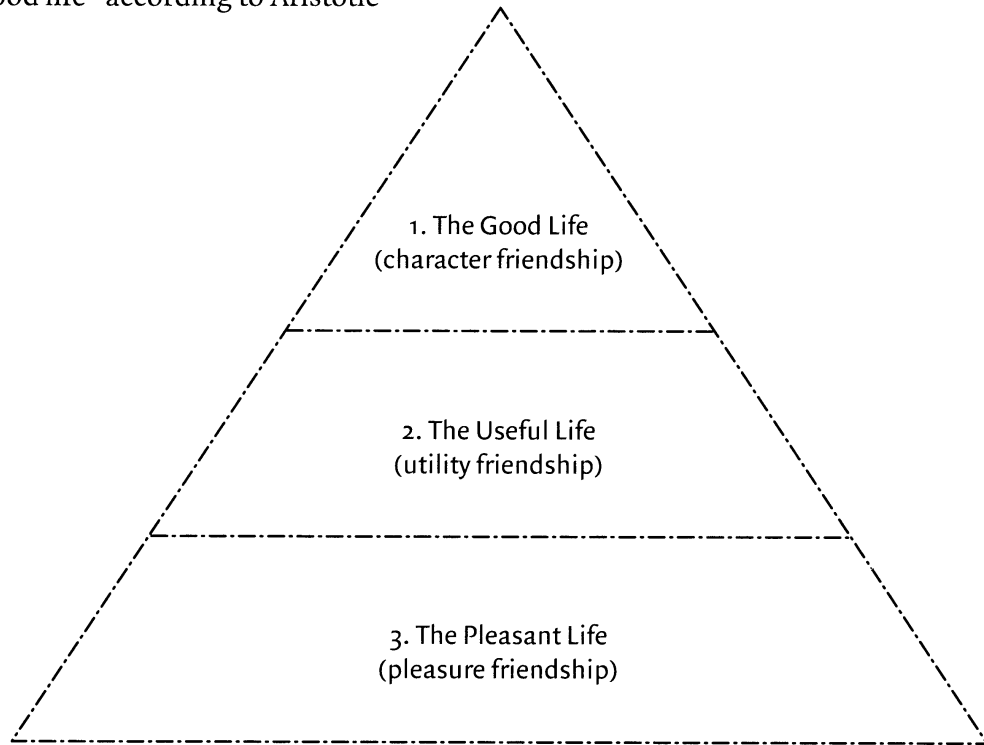 life" according to Aristotle
1. The Good Life
(character friendship)
2. The Useful Life
(utility friendship)
3. The Pleasant Life
(pleasure friendship)